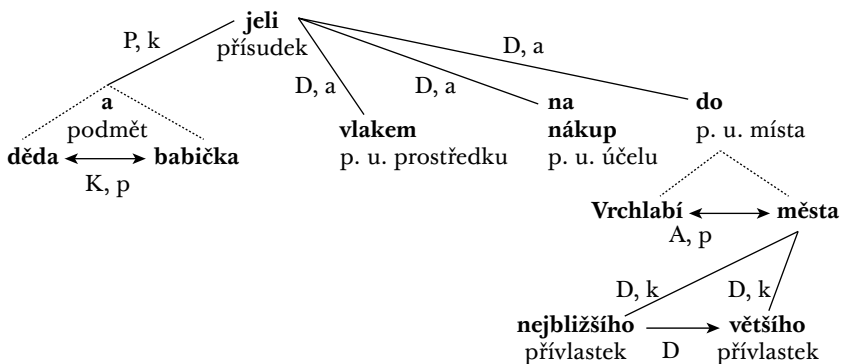 jeli
přísudek
P, k
D, a
D, a
D, a
a
podmět
děda
babička
K, p
vlakem
p. u. prostředku
na
nákup
p. u. účelu
do
p. u. místa
Vrchlabí
města
A, p
D, k
D, k
nejbližšího
přívlastek
D
většího
přívlastek